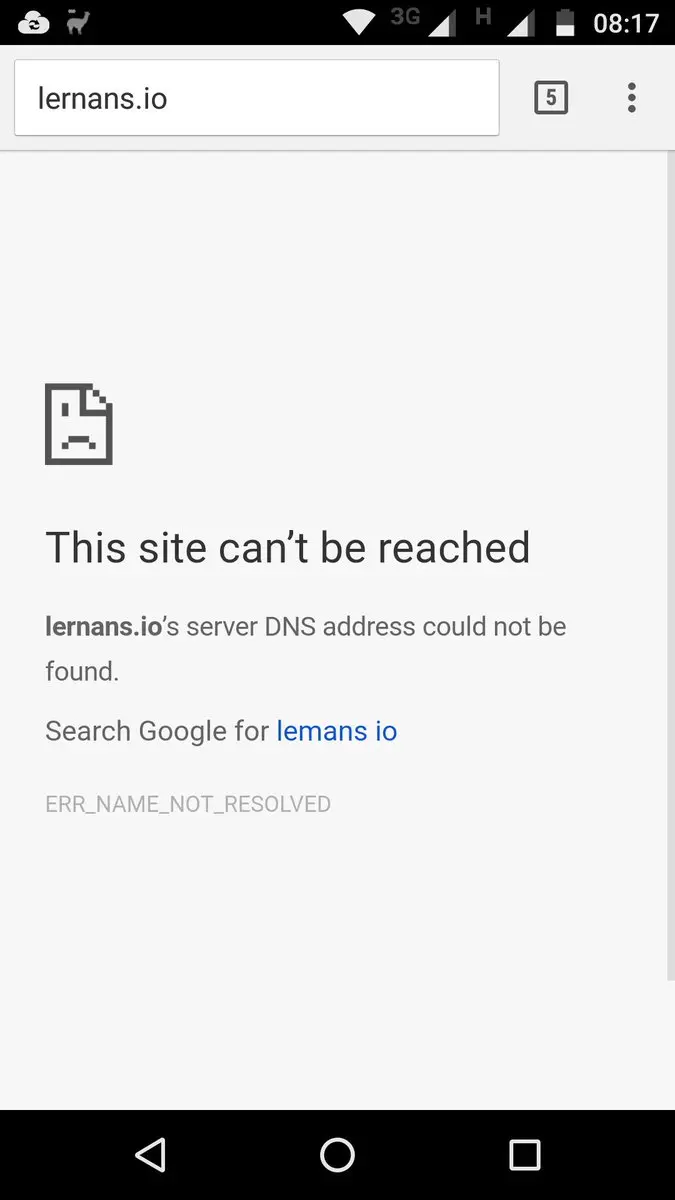 3G H 08:17
lernans.io 5
This site can’t be reached
lernans.io’s server DNS address could not be
found.
Search Google for lemans io
ERR_NAME_NOT_RESOLVED